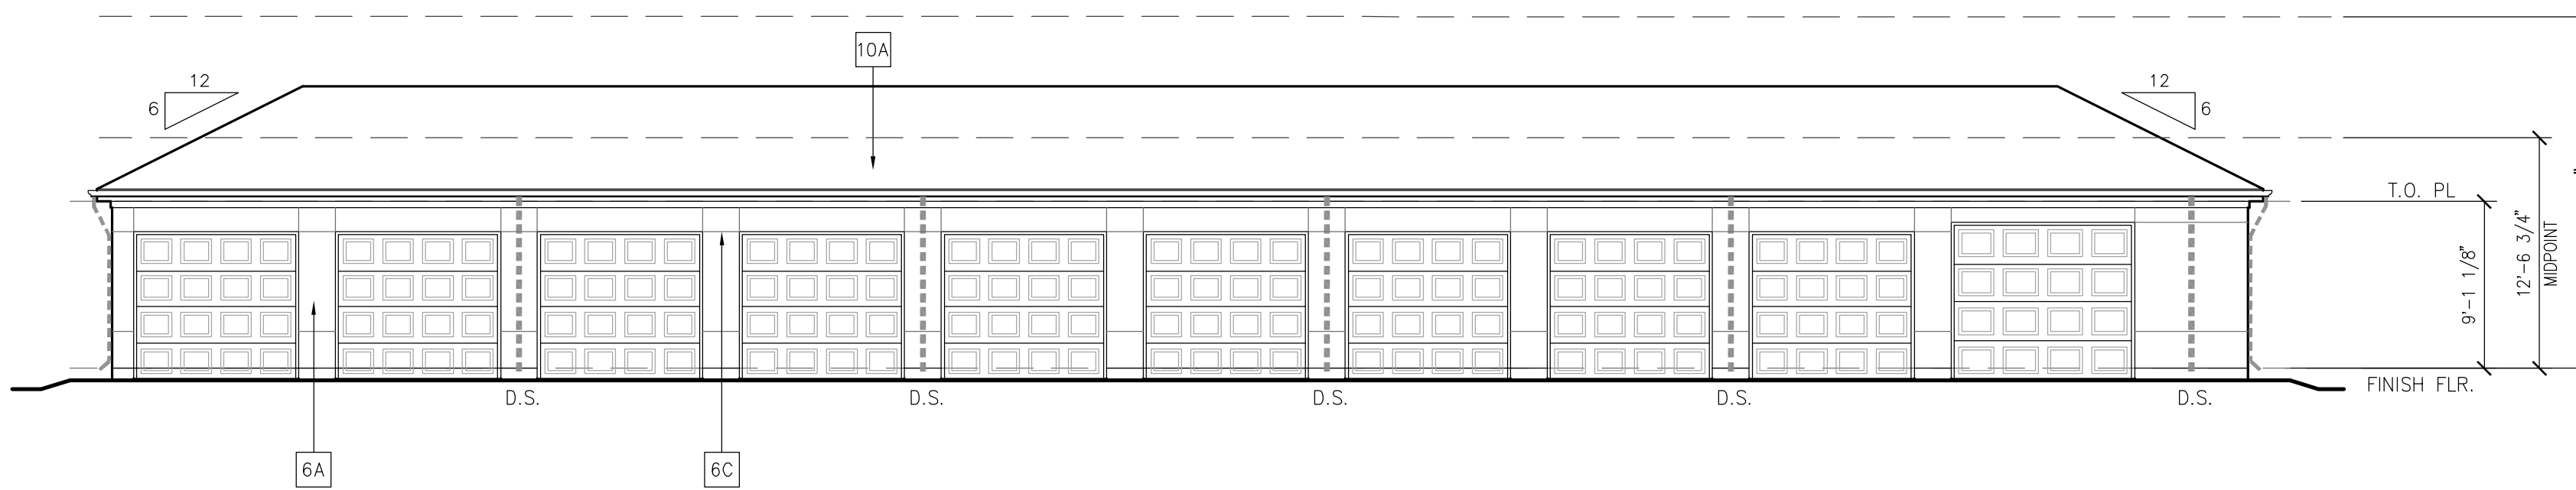 10A
12
6
12
6
T.O. PL
9'-1 1/8"
12'-6 3/4"
MIDPOINT
FINISH FLR.
D.S.
D.S.
D.S.
D.S.
D.S.
6A
6C